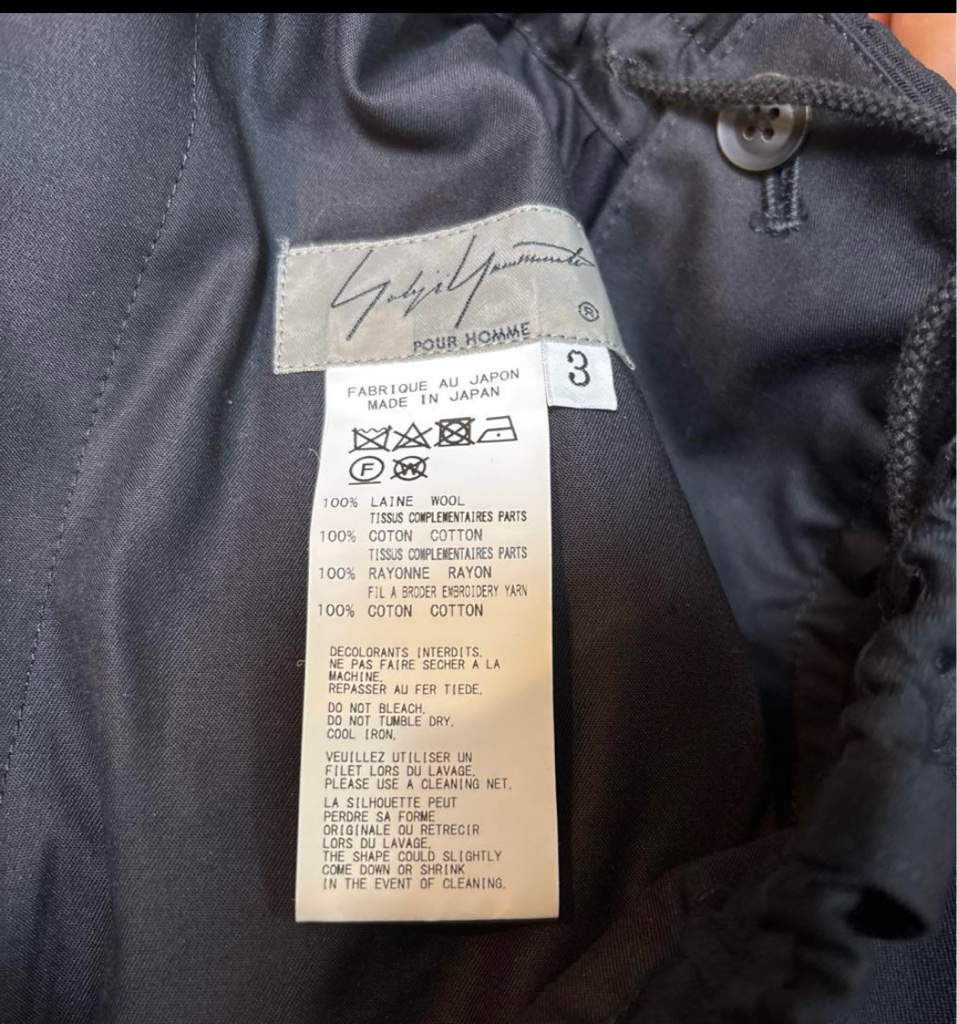 Yohji Yamamoto
®
POUR HOMME
3
FABRIQUE AU JAPON
MADE IN JAPAN
F
W
100% LAINE WOOL
TISSUS COMPLEMENTAIRES PARTS
100% COTON COTTON
TISSUS COMPLEMENTAIRES PARTS
100% RAYONNE RAYON
FIL A BRODER EMBROIDERY YARN
100% COTON COTTON
DECOLORANTS INTERDITS.
NE PAS FAIRE SECHER A LA
MACHINE.
REPASSER AU FER TIEDE.
DO NOT BLEACH.
DO NOT TUMBLE DRY.
COOL IRON.
VEUILLEZ UTILISER UN
FILET LORS DU LAVAGE.
PLEASE USE A CLEANING NET.
LA SILHOUETTE PEUT
PERDRE SA FORME
ORIGINALE OU RETRECIR
LORS DU LAVAGE.
THE SHAPE COULD SLIGHTLY
COME DOWN OR SHRINK
IN THE EVENT OF CLEANING.